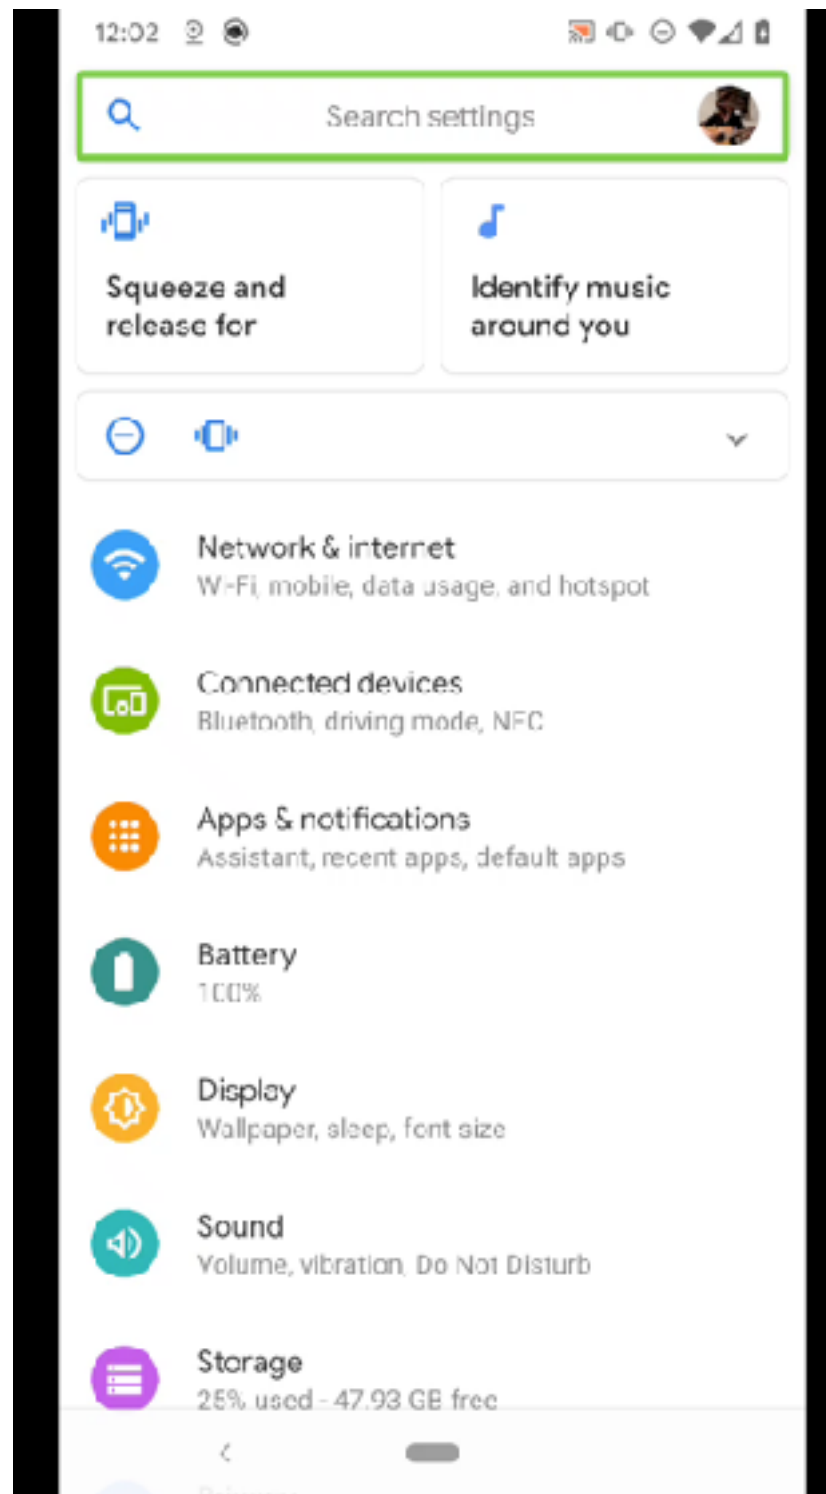 12:02
Search settings
Squeeze and
release for
Identify music
around you
Network & internet
Wi-Fi, mobile, data usage, and hotspot
Connected devices
Bluetooth, driving mode, NFC
Apps & notifications
Assistant, recent apps, default apps
Battery
100%
Display
Wallpaper, sleep, font size
Sound
Volume, vibration, Do Not Disturb
Storage
25% used - 47.93 GB free